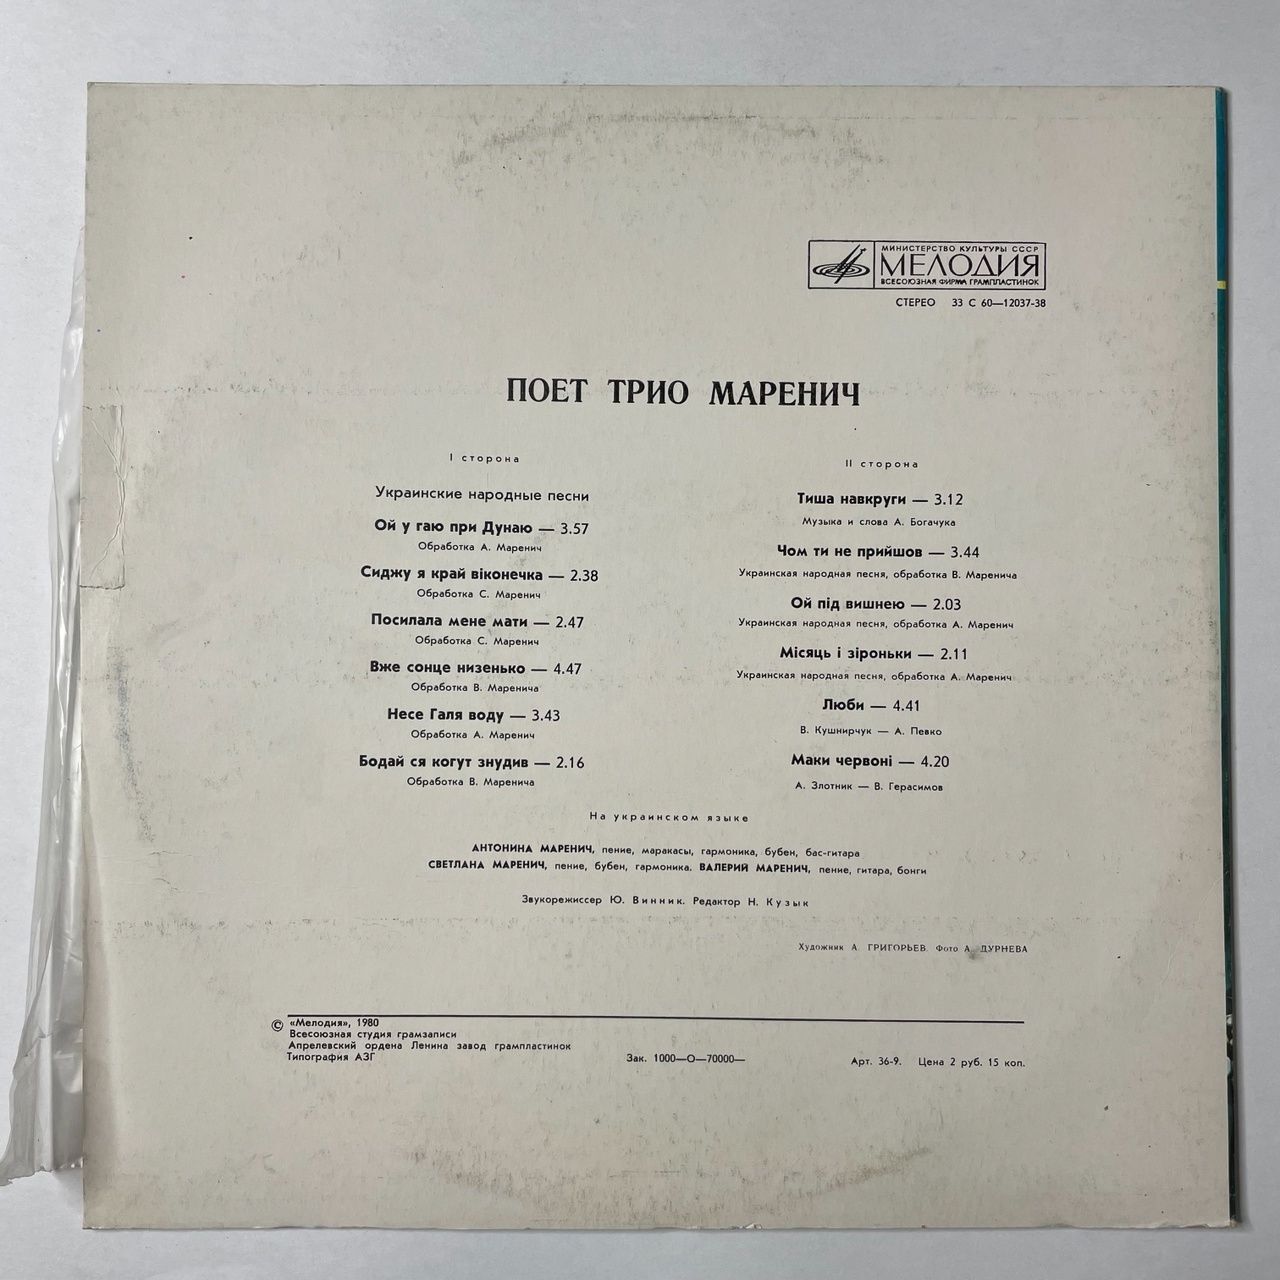 МИНИСТЕРСТВО КУЛЬТУРЫ СССР
МЕЛОДИЯ
ВСЕСОЮЗНАЯ ФИРМА ГРАМПЛАСТИНОК
СТЕРЕО 33 С 60—12037-38
ПОЕТ ТРИО МАРЕНИЧ
I сторона
Украинские народные песни
Ой у гаю при Дунаю — 3.57
Обработка А. Маренич
Сиджу я край віконечка — 2.38
Обработка С. Маренич
Посилала мене мати — 2.47
Обработка С. Маренич
Вже сонце низенько — 4.47
Обработка В. Маренича
Несе Галя воду — 3.43
Обработка А. Маренич
Бодай ся когут знудив — 2.16
Обработка В. Маренича
II сторона
Тиша навкруги — 3.12
Музыка и слова А. Богачука
Чом ти не прийшов — 3.44
Украинская народная песня, обработка В. Маренича
Ой під вишнею — 2.03
Украинская народная песня, обработка А. Маренич
Місяць і зіроньки — 2.11
Украинская народная песня, обработка А. Маренич
Люби — 4.41
В. Кушнирчук — А. Певко
Маки червоні — 4.20
А. Злотник — В. Герасимов
На украинском языке
АНТОНИНА МАРЕНИЧ, пение, маракасы, гармоника, бубен, бас-гитара
СВЕТЛАНА МАРЕНИЧ, пение, бубен, гармоника. ВАЛЕРИЙ МАРЕНИЧ, пение, гитара, бонги
Звукорежиссер Ю. Винник. Редактор Н. Кузык
Художник А. ГРИГОРЬЕВ. Фото А. ДУРНЕВА
© «Мелодия», 1980
Всесоюзная студия грамзаписи
Апрелевский ордена Ленина завод грампластинок
Типография АЗГ
Зак. 1000—О—70000—
Арт. 36-9. Цена 2 руб. 15 коп.